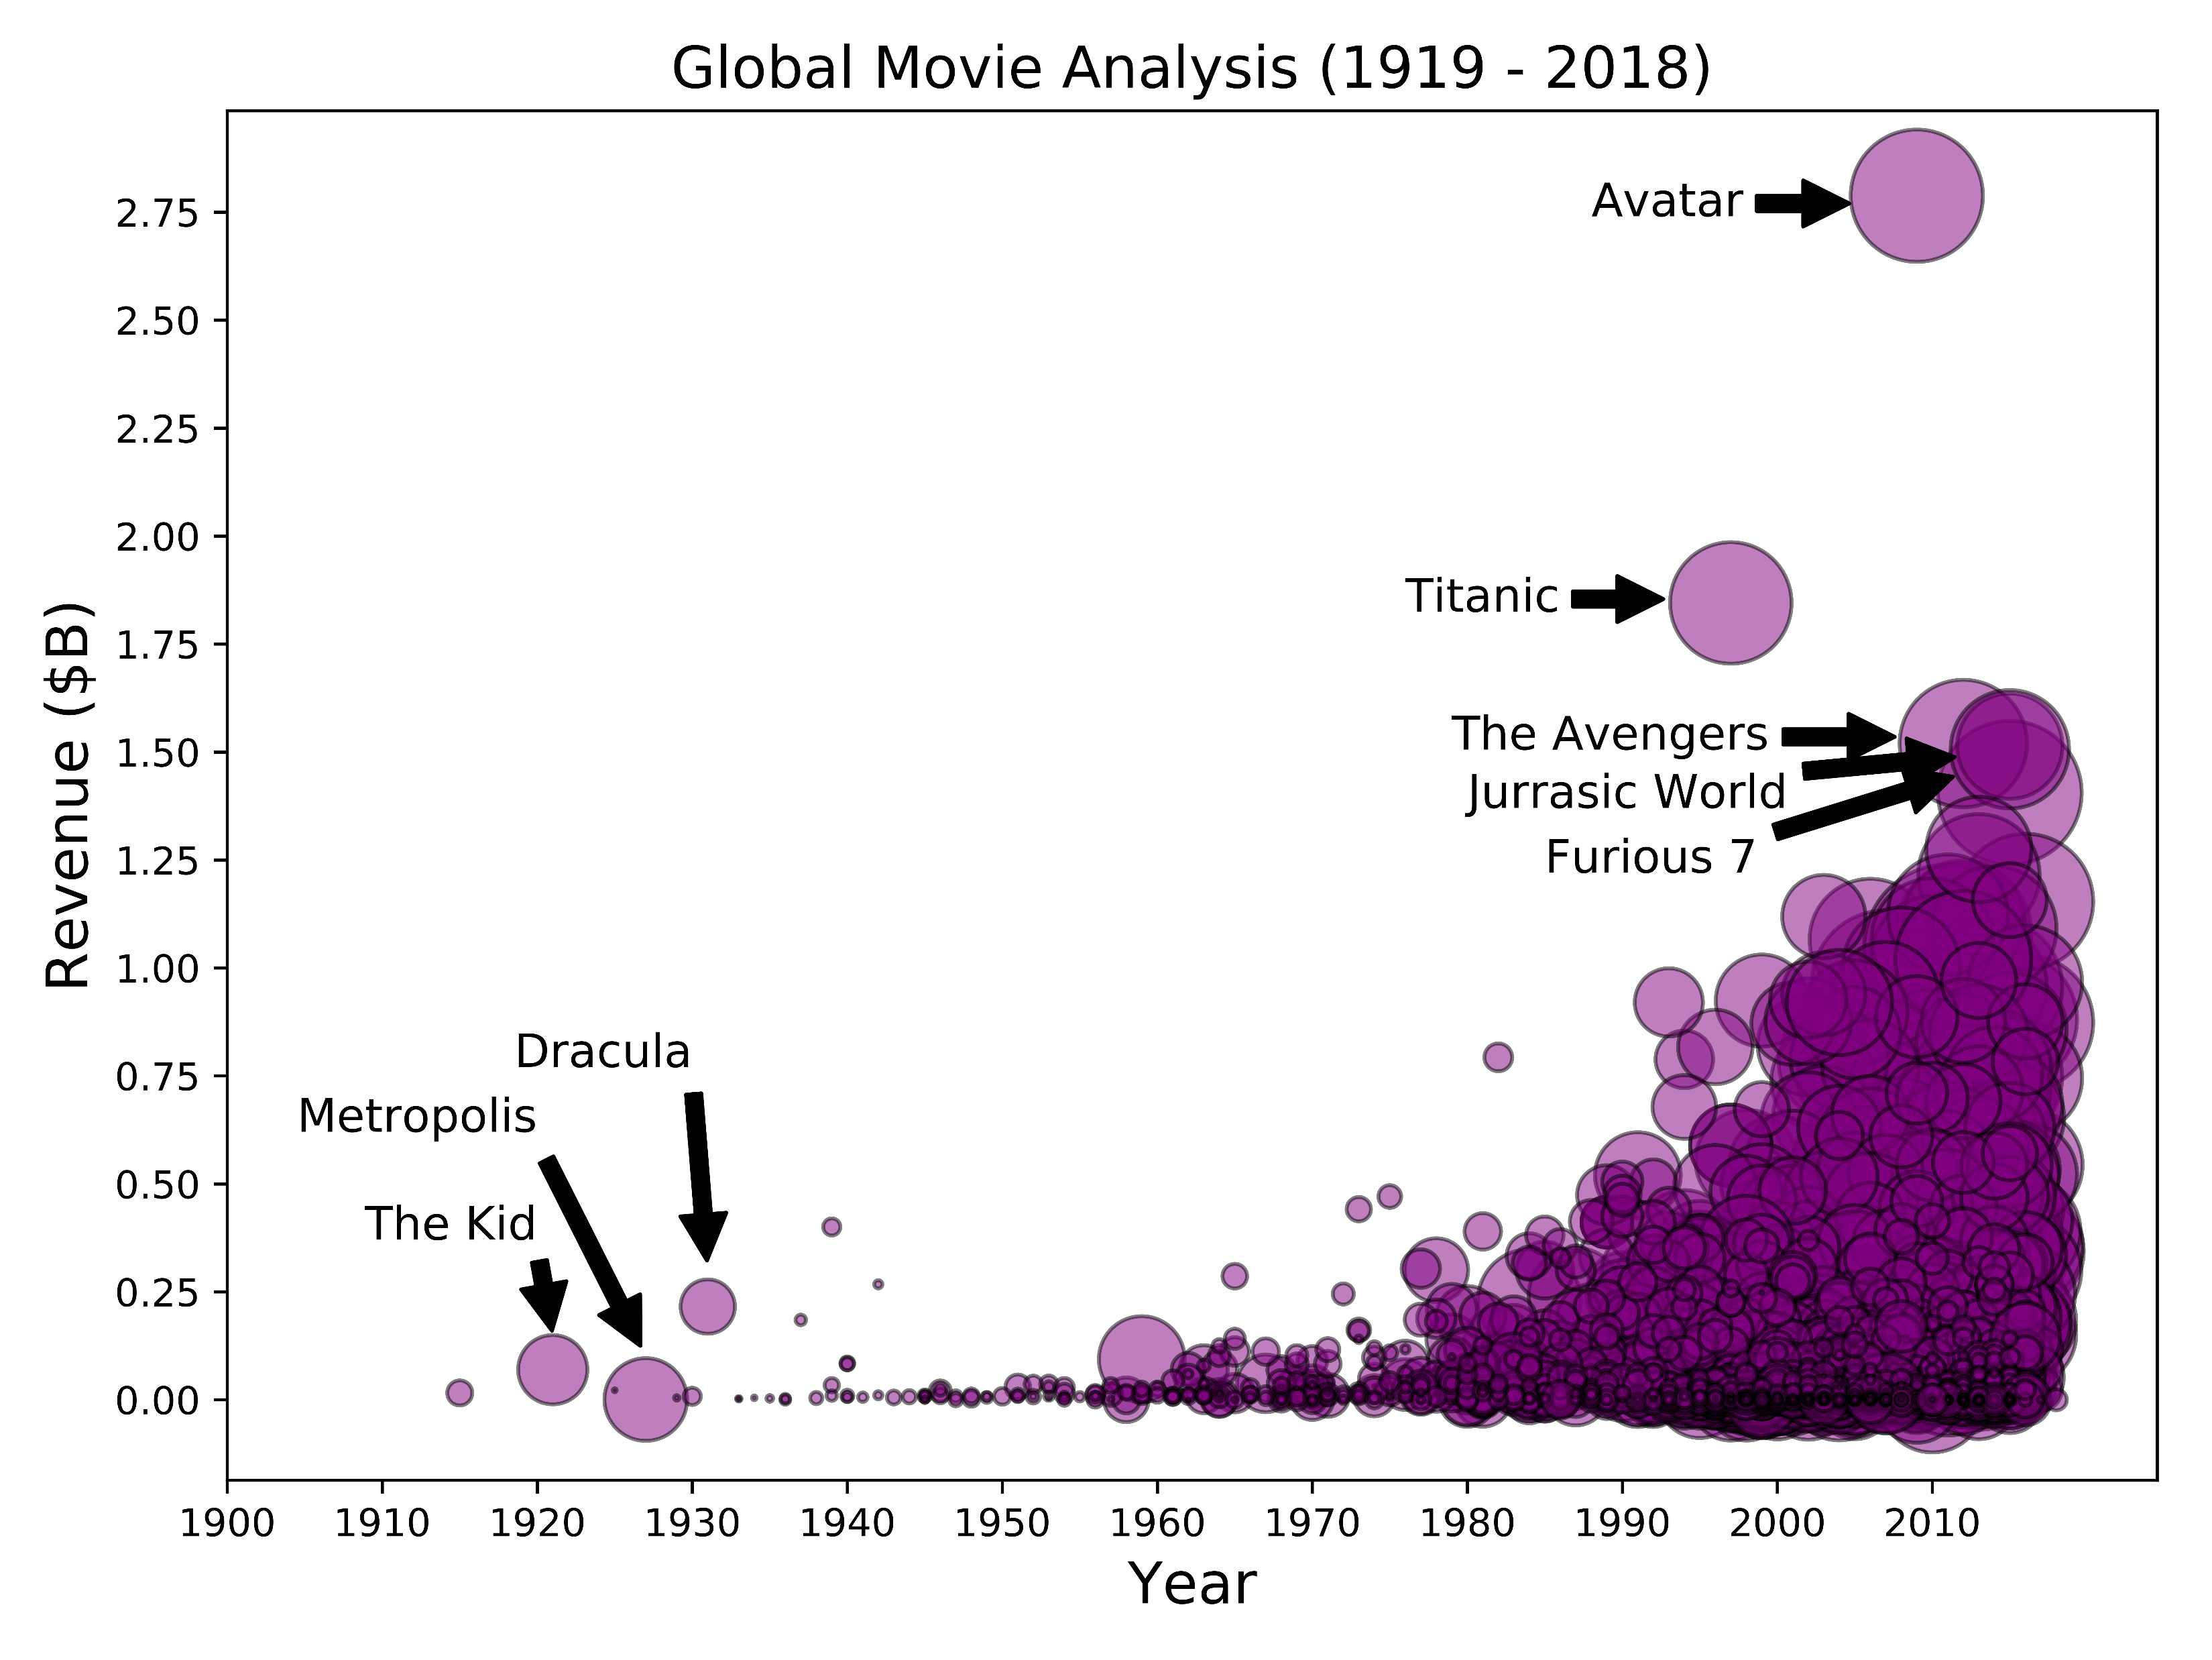 Global Movie Analysis (1919 - 2018)
Revenue ($B)
2.75
2.50
2.25
2.00
1.75
1.50
1.25
1.00
0.75
0.50
0.25
0.00
Avatar
Titanic
The Avengers
Jurrasic World
Furious 7
Dracula
Metropolis
The Kid
1900 1910 1920 1930 1940 1950 1960 1970 1980 1990 2000 2010
Year